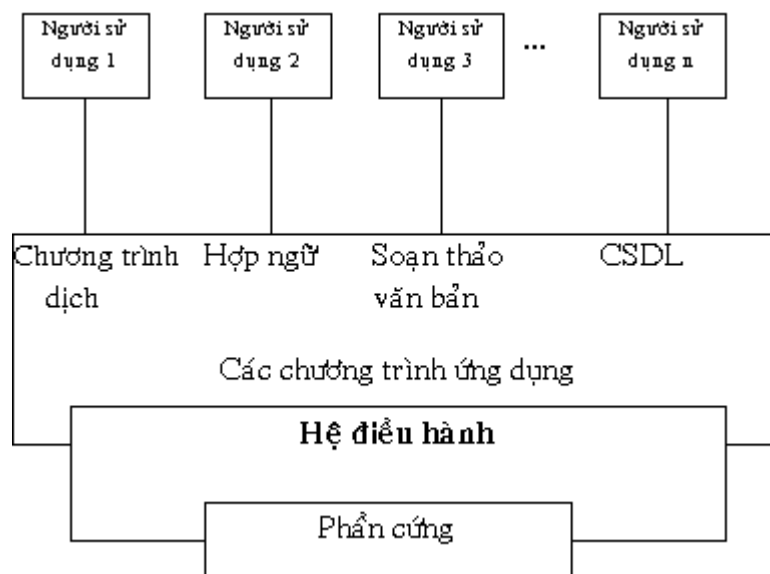 Người sử
dụng 1
Người sử
dụng 2
Người sử
dụng 3
...
Người sử
dụng n
Chương trình
dịch
Hợp ngữ
Soạn thảo
văn bản
CSDL
Các chương trình ứng dụng
Hệ điều hành
Phần cứng